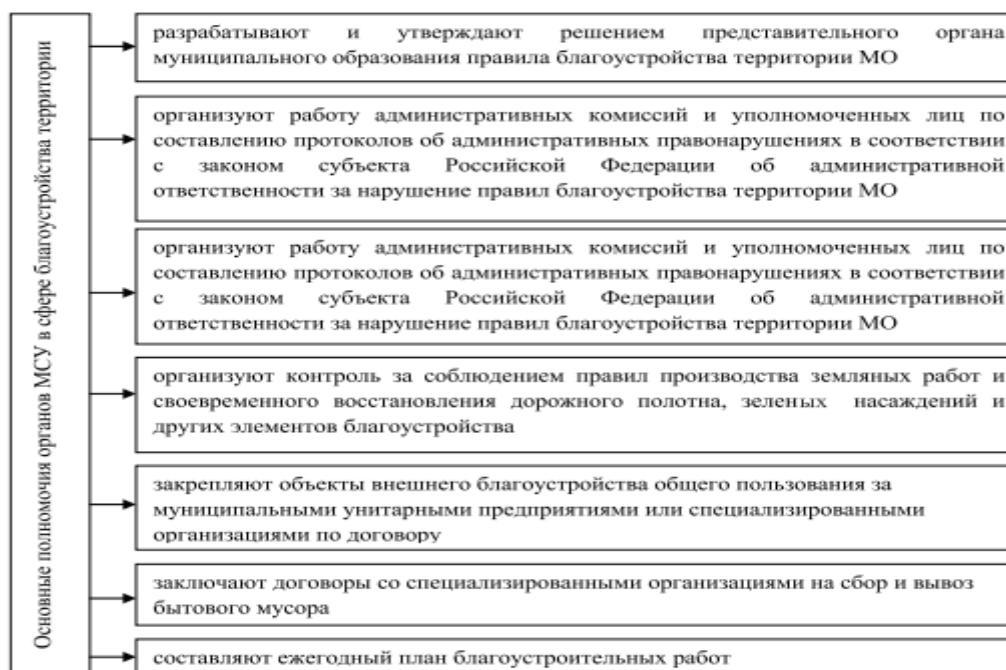 Основные полномочия органов МСУ в сфере благоустройства территории
разрабатывают и утверждают решением представительного органа
муниципального образования правила благоустройства территории МО
организуют работу административных комиссий и уполномоченных лиц по
составлению протоколов об административных правонарушениях в соответствии
с законом субъекта Российской Федерации об административной
ответственности за нарушение правил благоустройства территории МО
организуют работу административных комиссий и уполномоченных лиц по
составлению протоколов об административных правонарушениях в соответствии
с законом субъекта Российской Федерации об административной
ответственности за нарушение правил благоустройства территории МО
организуют контроль за соблюдением правил производства земляных работ и
своевременного восстановления дорожного полотна, зеленых насаждений и
других элементов благоустройства
закрепляют объекты внешнего благоустройства общего пользования за
муниципальными унитарными предприятиями или специализированными
организациями по договору
заключают договоры со специализированными организациями на сбор и вывоз
бытового мусора
составляют ежегодный план благоустроительных работ